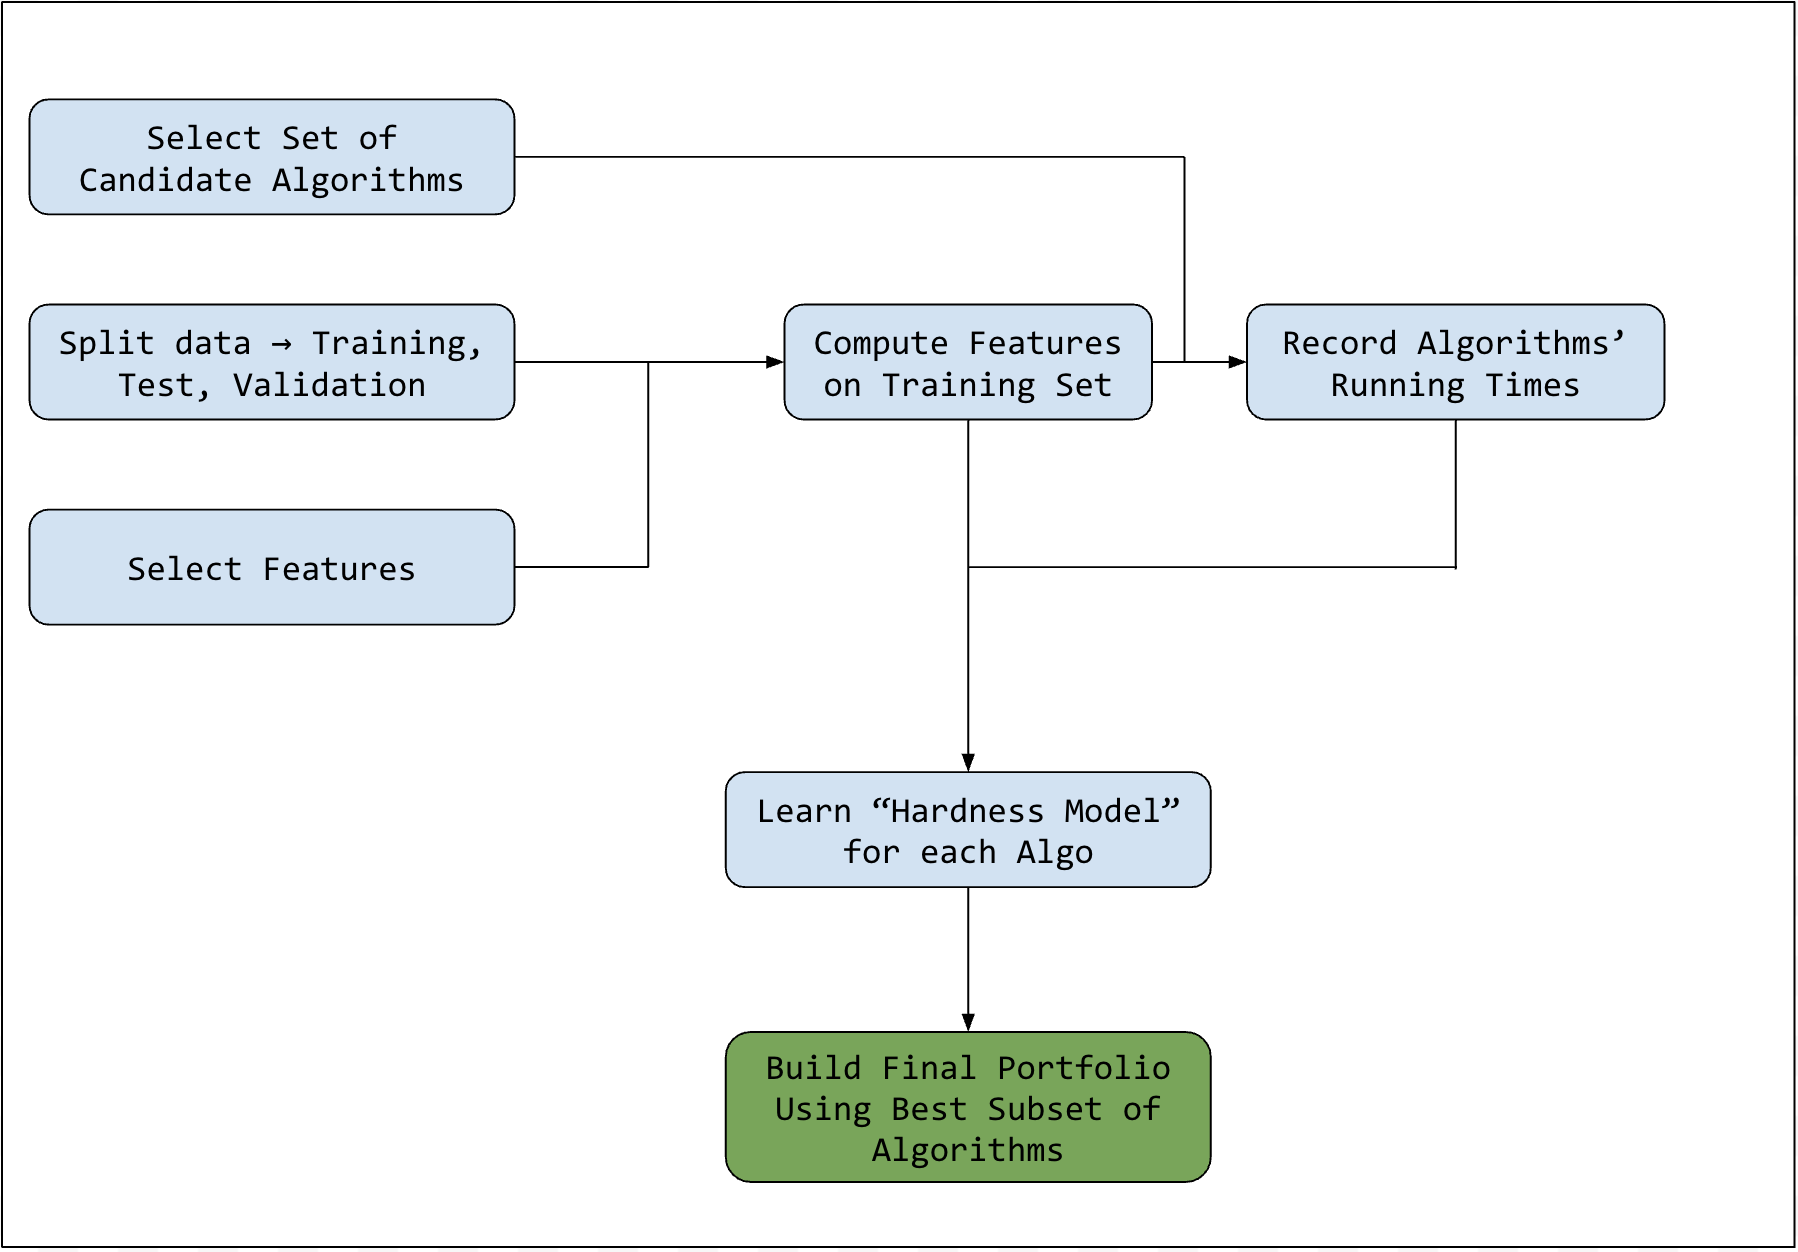 Select Set of
Candidate Algorithms
Split data → Training,
Test, Validation
Compute Features
on Training Set
Record Algorithms’
Running Times
Select Features
Learn “Hardness Model”
for each Algo
Build Final Portfolio
Using Best Subset of
Algorithms